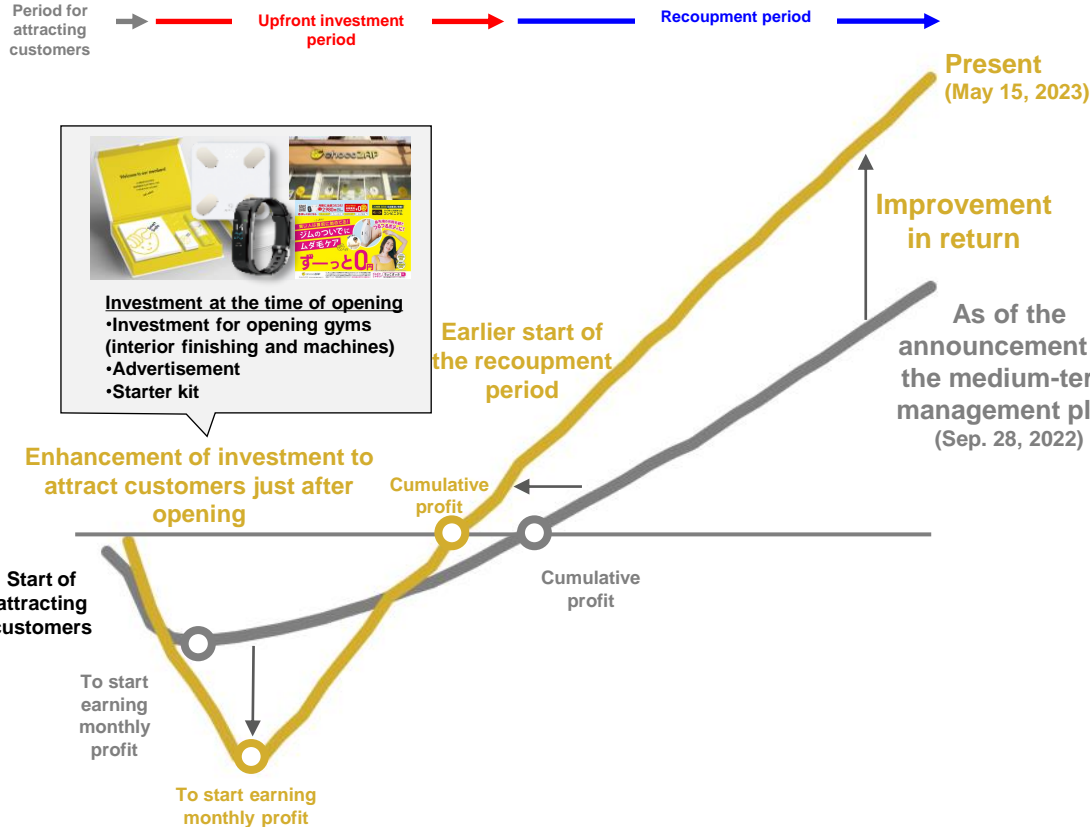 Period for
attracting
customers
Upfront investment
period
Recoupment period
Present
(May 15, 2023)
chocoZAP
ジムのついでに
ムダ毛ケア
ずーっと0円
Investment at the time of opening
•Investment for opening gyms
(interior finishing and machines)
•Advertisement
•Starter kit
Improvement
in return
Earlier start of
the recoupment
period
As of the
announcement
the medium-ter
management pl
(Sep. 28, 2022)
Enhancement of investment to
attract customers just after
opening
Cumulative
profit
Start of
attracting
customers
Cumulative
profit
To start
earning
monthly
profit
To start earning
monthly profit